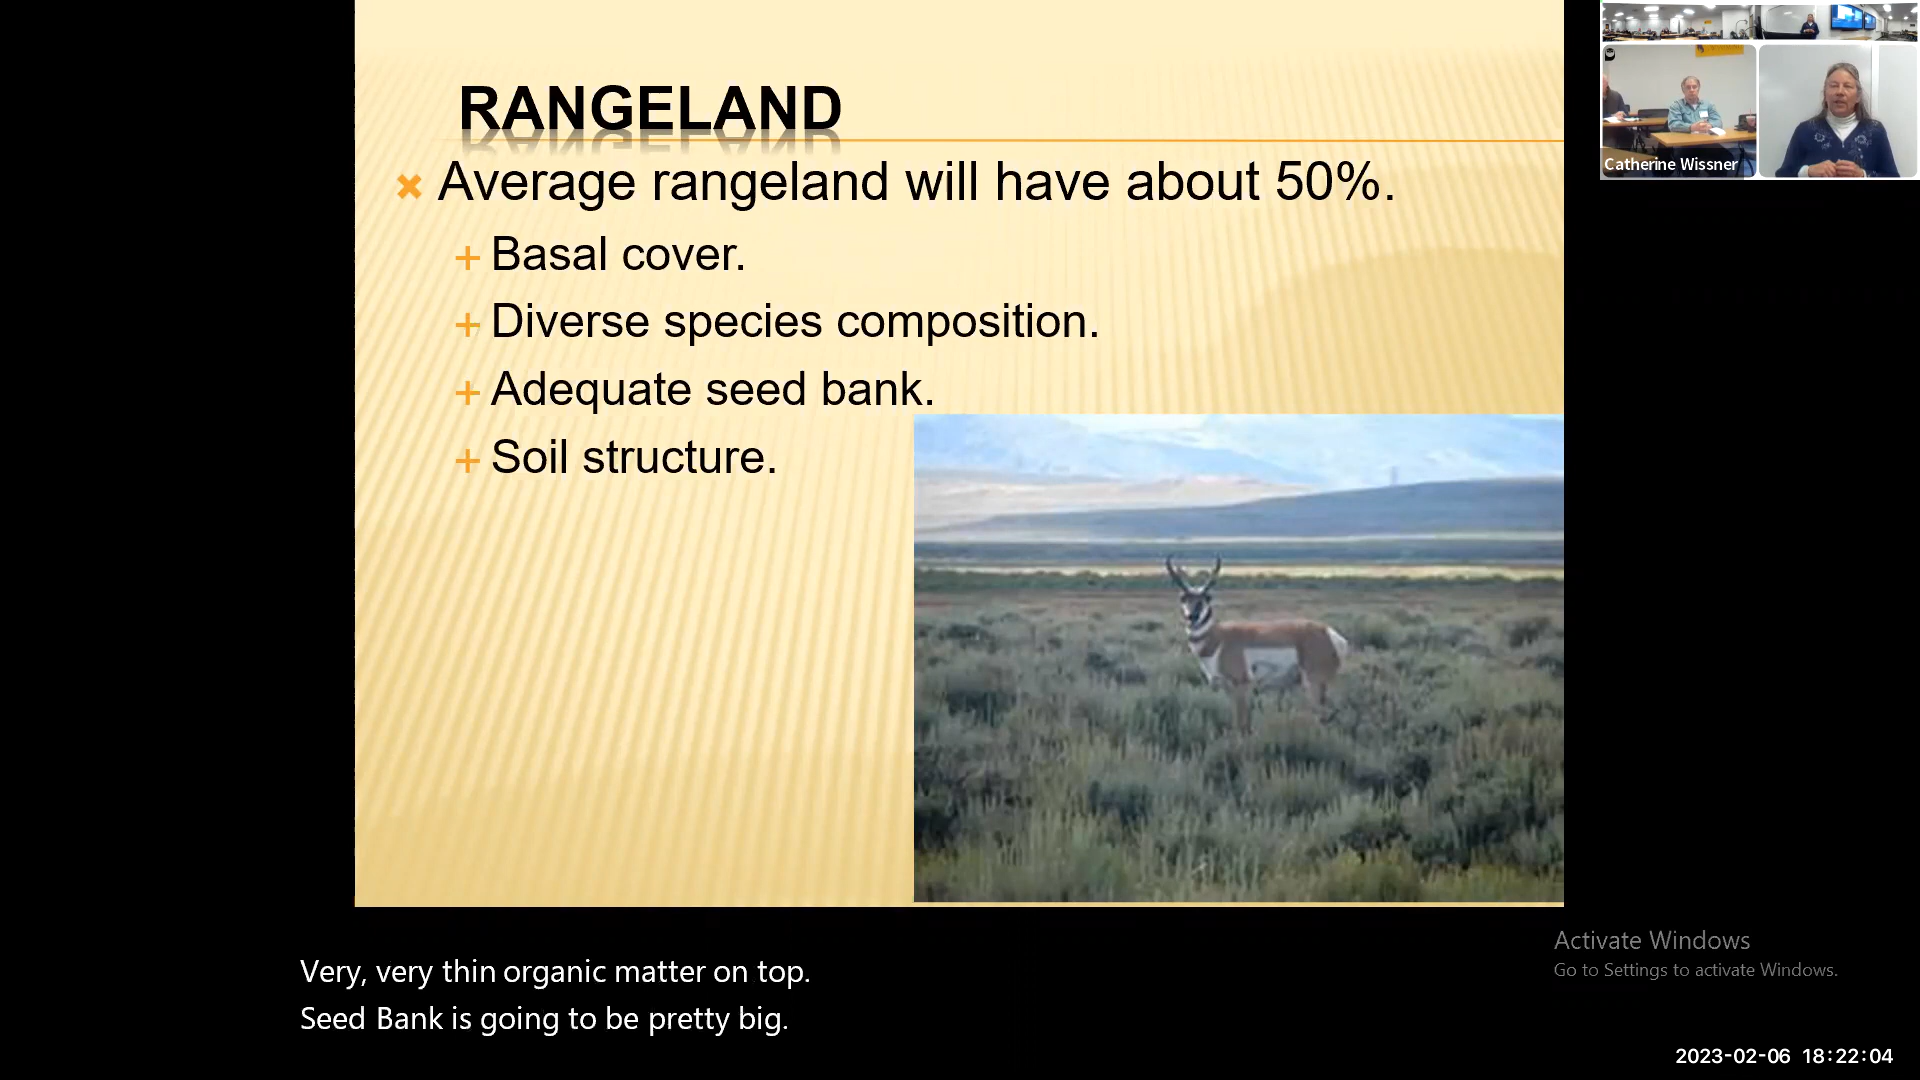 RANGELAND
Average rangeland will have about 50%.
Basal cover.
Diverse species composition.
Adequate seed bank.
Soil structure.
Catherine Wissner
Very, very thin organic matter on top.
Seed Bank is going to be pretty big.
Activate Windows
Go to Settings to activate Windows.
2023-02-06 18:22:04